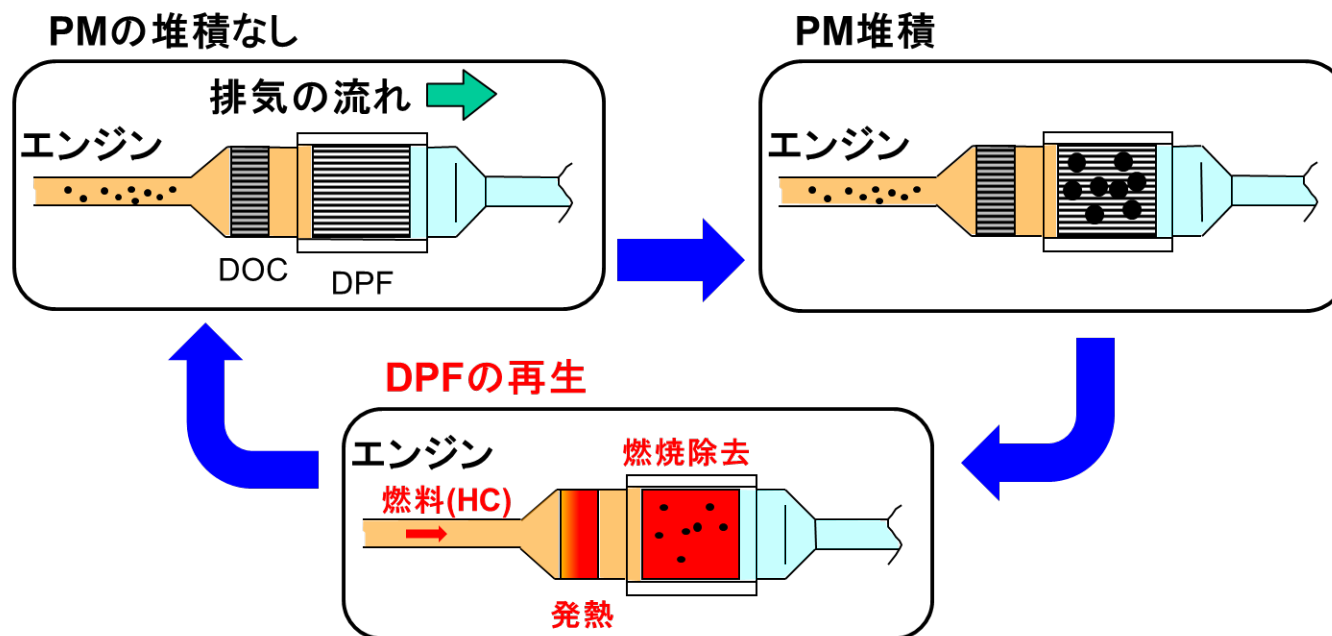 PMの堆積なし
排気の流れ
エンジン
DOC
DPF
PM堆積
エンジン
DPFの再生
エンジン
燃焼除去
燃料(HC)
発熱